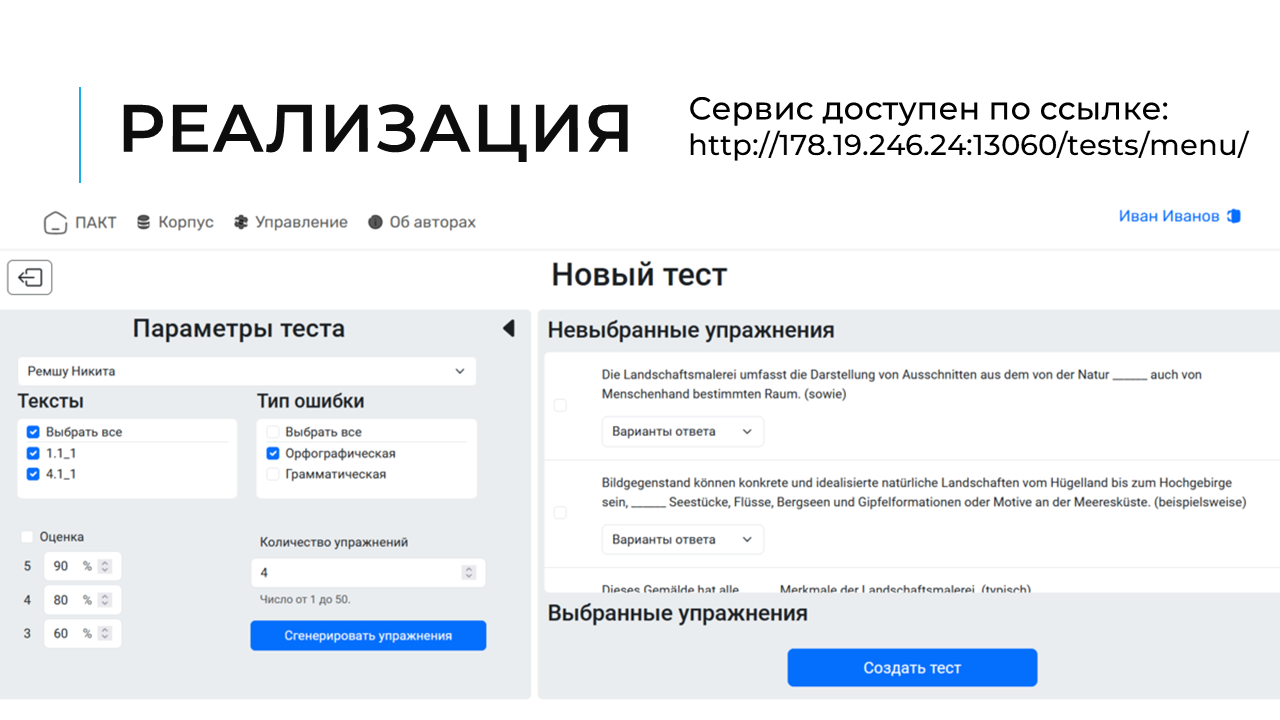 РЕАЛИЗАЦИЯ
Сервис доступен по ссылке:
http://178.19.246.24:13060/tests/menu/
ПАКТ Корпус Управление Об авторах
Иван Иванов
Новый тест
Параметры теста
Ремшу Никита
Тексты
Выбрать все
1.1_1
4.1_1
Тип ошибки
Выбрать все
Орфографическая
Грамматическая
Оценка
5 90 %
4 80 %
3 60 %
Количество упражнений
4
Число от 1 до 50.
Сгенерировать упражнения
Невыбранные упражнения
Die Landschaftsmalerei umfasst die Darstellung von Ausschnitten aus dem von der Natur ______ auch von
Menschenhand bestimmten Raum. (sowie)
Варианты ответа
Bildgegenstand können konkrete und idealisierte natürliche Landschaften vom Hügelland bis zum Hochgebirge
sein, ______ Seestücke, Flüsse, Bergseen und Gipfelformationen oder Motive an der Meeresküste. (beispielsweise)
Варианты ответа
Dieses Gemälde hat alle ______ Merkmale der Landschaftsmalerei. (typisch)
Выбранные упражнения
Создать тест